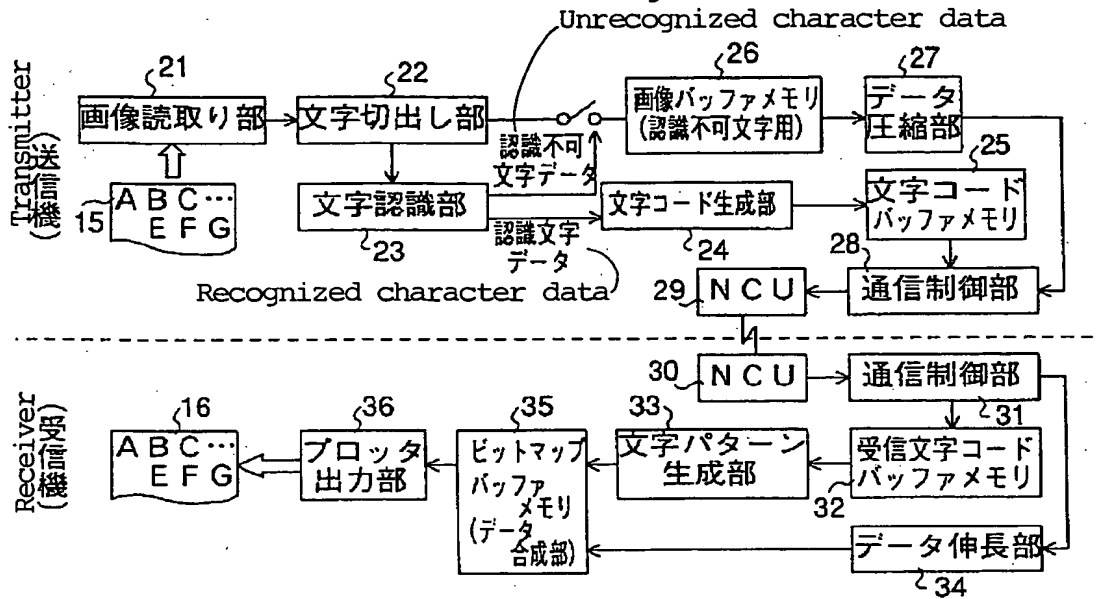 Unrecognized character data
Transmitter
(送信機)
21
画像読取り部
22
文字切出し部
26
画像バッファメモリ
(認識不可文字用)
27
データ
圧縮部
認識不可
文字データ
15
A B C…
E F G
文字認識部
23
認識文字
データ
文字コード生成部
24
25
文字コード
バッファメモリ
Recognized character data
29
NCU
28
通信制御部
Receiver
(受信機)
30
NCU
通信制御部
31
16
A B C…
E F G
36
プロッタ
出力部
35
ビットマップ
バッファ
メモリ
(データ
合成部)
33
文字パターン
生成部
受信文字コード
バッファメモリ
32
データ伸長部
34